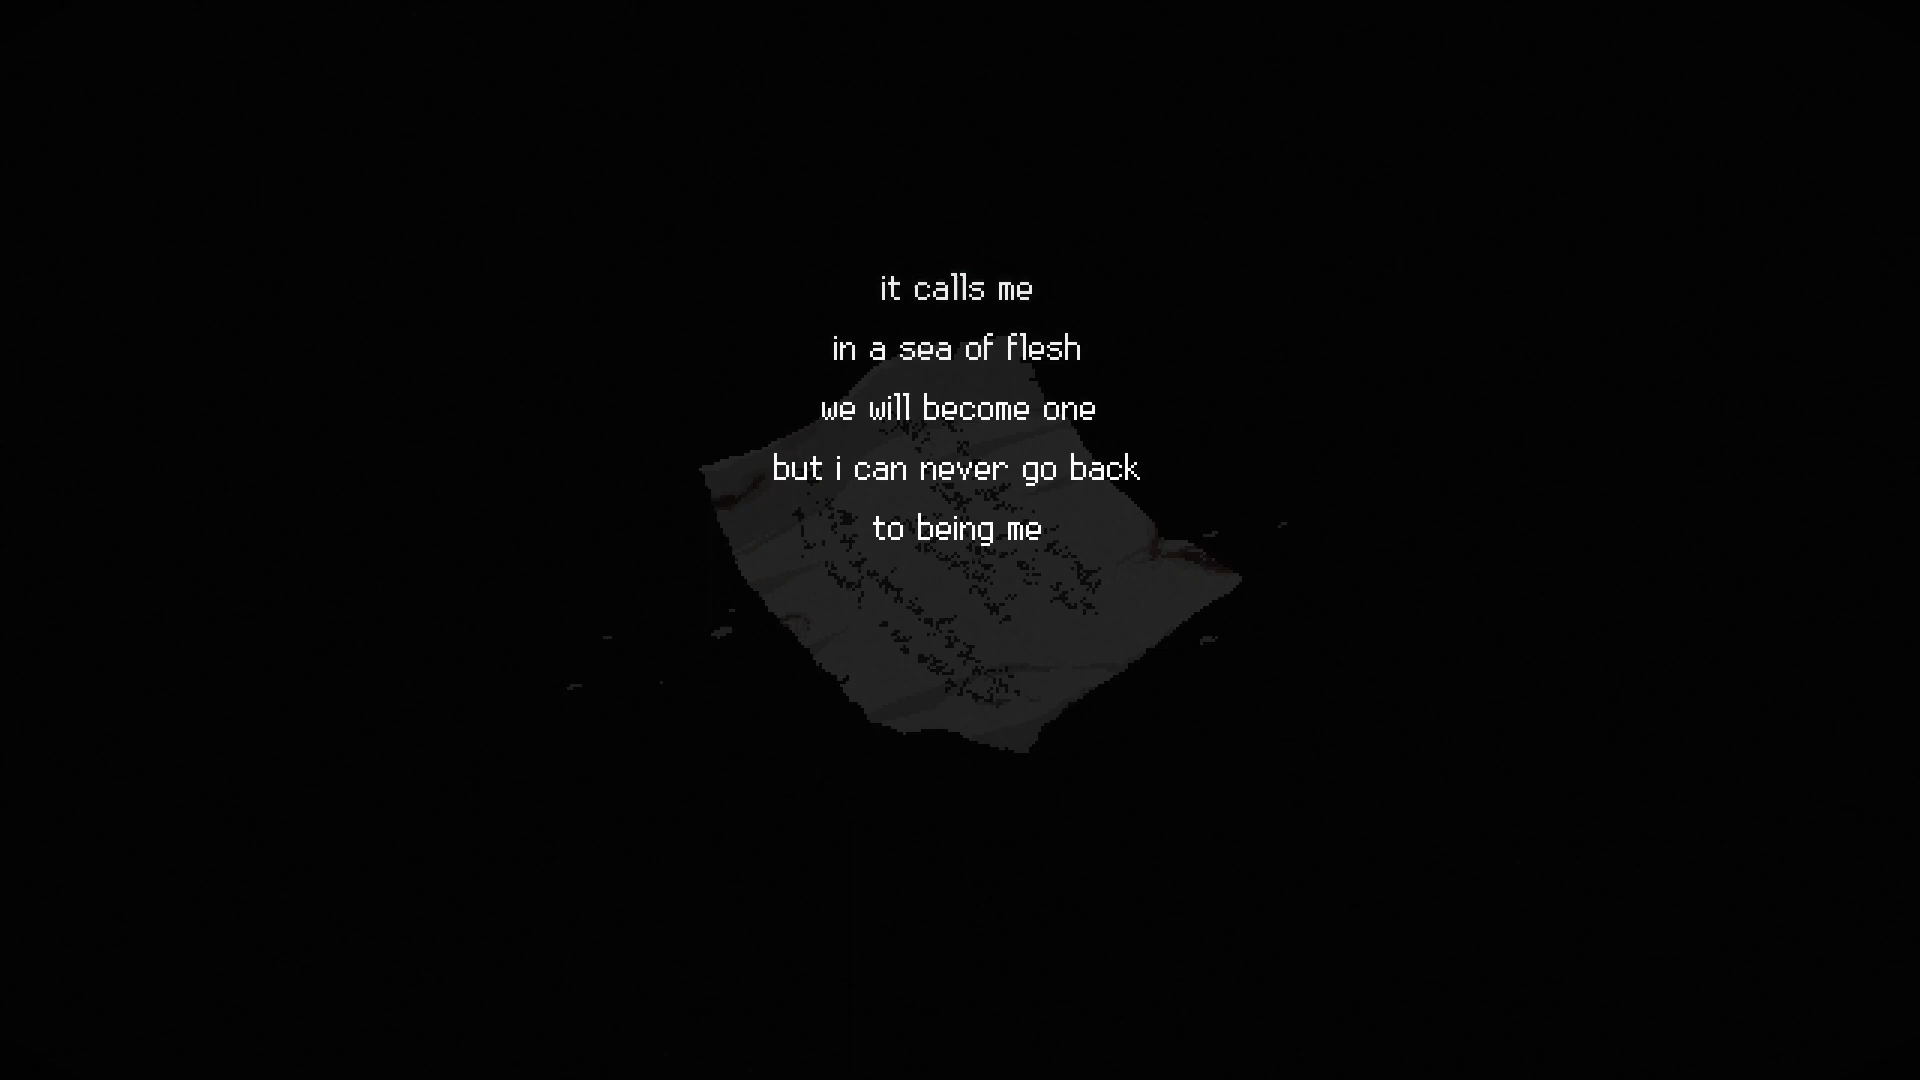 it calls me
in a sea of flesh
we will become one
but i can never go back
to being me